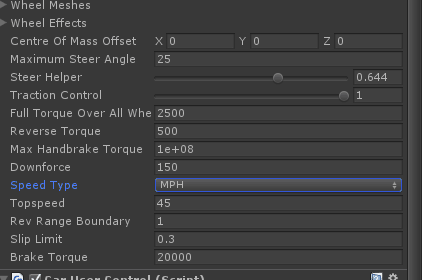 Wheel Meshes
Wheel Effects
Centre Of Mass Offset X 0 Y 0 Z 0
Maximum Steer Angle 25
Steer Helper 0.644
Traction Control 1
Full Torque Over All Whe 2500
Reverse Torque 500
Max Handbrake Torque 1e+08
Downforce 150
Speed Type MPH
Topspeed 45
Rev Range Boundary 1
Slip Limit 0.3
Brake Torque 20000
Car User Control (Script)